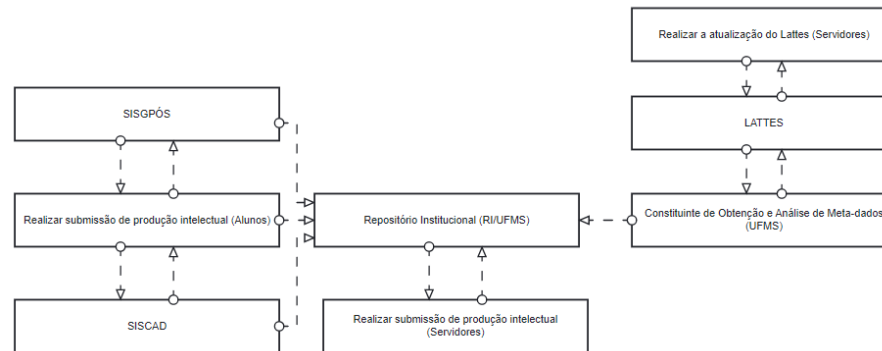 Realizar a atualização do Lattes (Servidores)
SISGPÓS
LATTES
Realizar submissão de produção intelectual (Alunos)
Repositório Institucional (RI/UFMS)
Constituinte de Obtenção e Análise de Meta-dados
(UFMS)
SISCAD
Realizar submissão de produção intelectual
(Servidores)